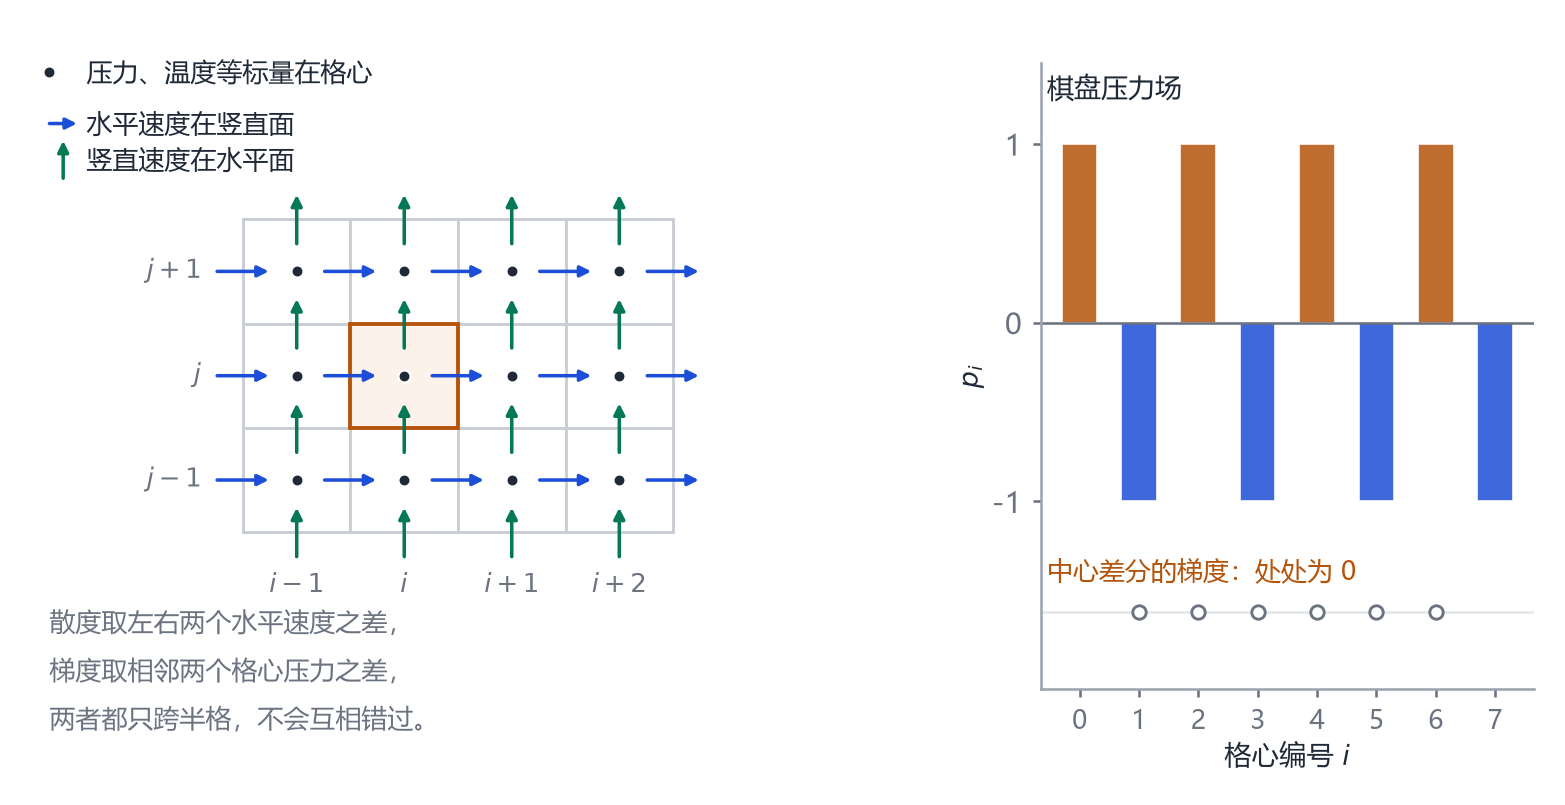 压力、温度等标量在格心
水平速度在竖直面
竖直速度在水平面
j + 1
j
j − 1
i − 1
i
i + 1
i + 2
散度取左右两个水平速度之差，
梯度取相邻两个格心压力之差，
两者都只跨半格，不会互相错过。
棋盘压力场
1
0
-1
pᵢ
中心差分的梯度：处处为 0
0
1
2
3
4
5
6
7
格心编号 i